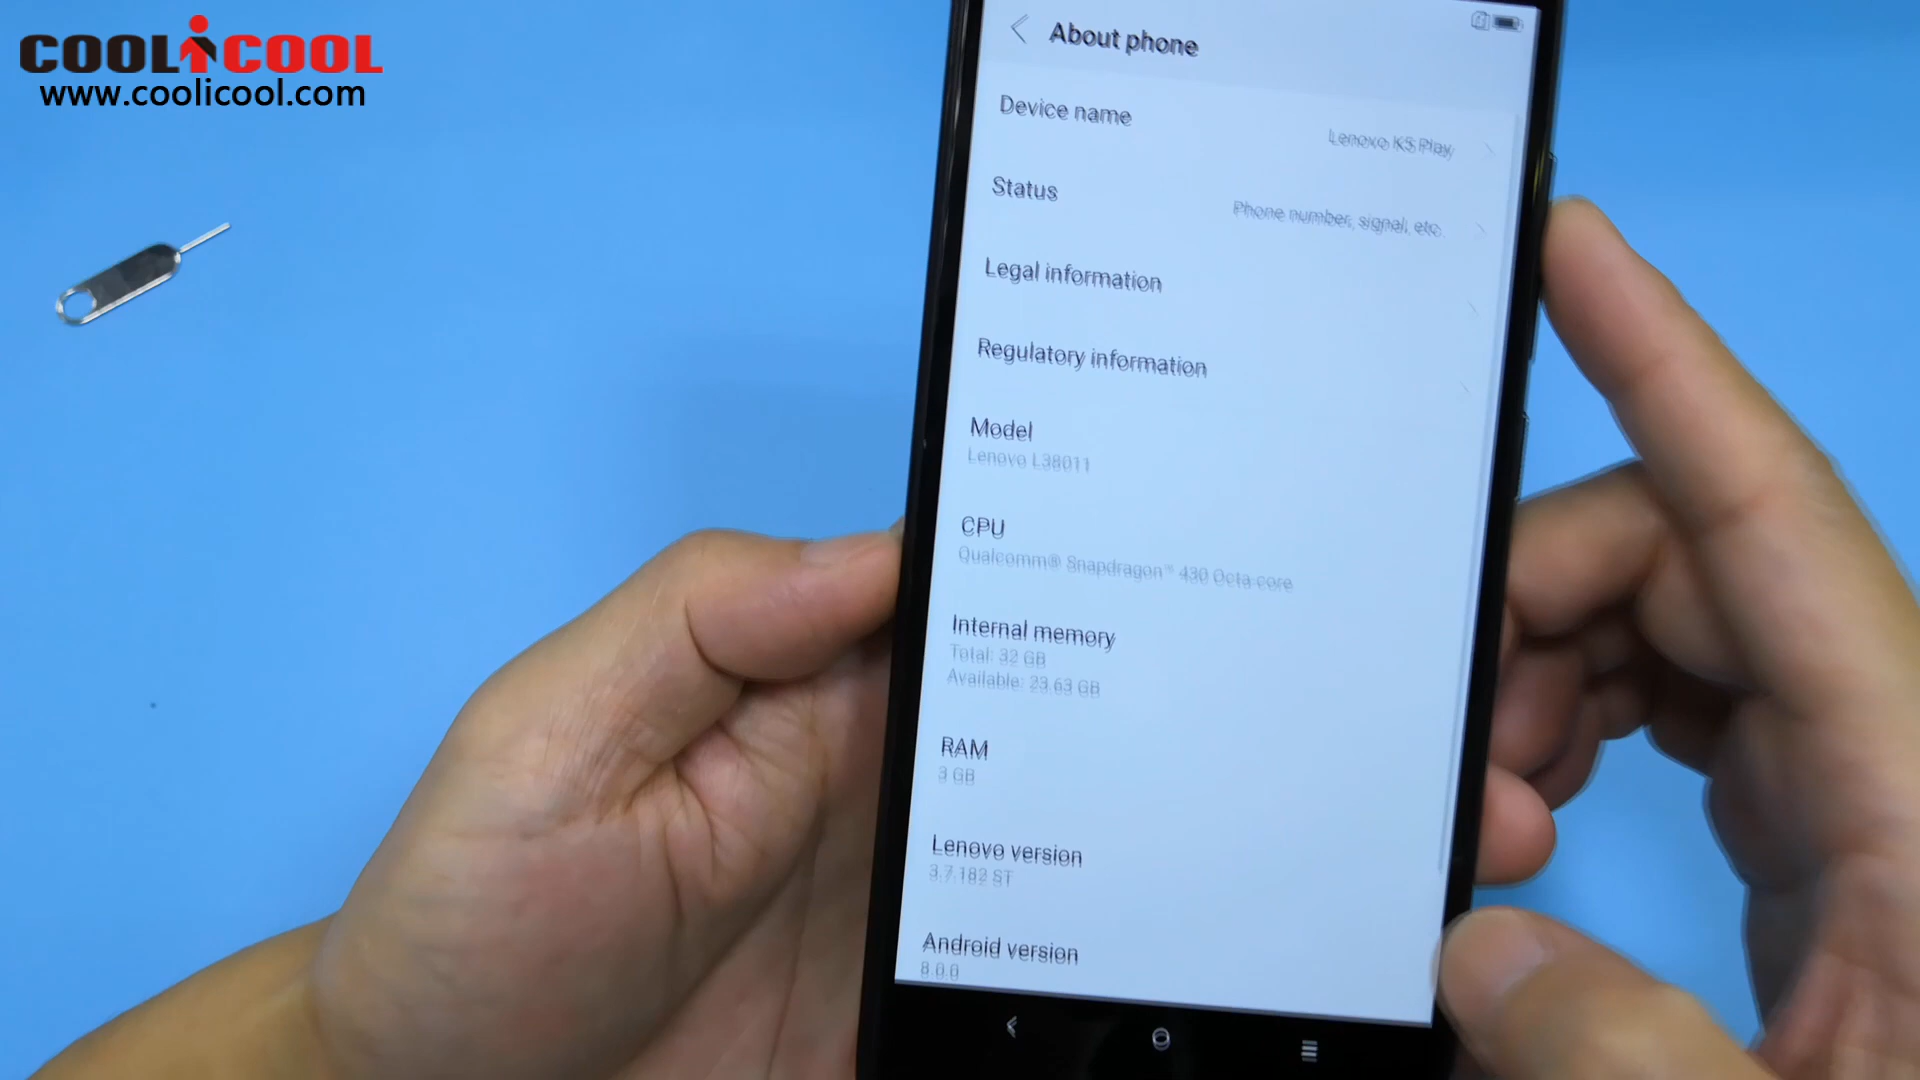 COOLiCOOL
www.coolicool.com
About phone
Device name
Lenovo K5 Play
Status
Phone number, signal, etc.
Legal information
Regulatory information
Model
Lenovo L38011
CPU
Qualcomm® Snapdragon™ 430 Octa core
Internal memory
Total: 32 GB
Available: 23.63 GB
RAM
3 GB
Lenovo version
3.7.182 ST
Android version
8.0.0